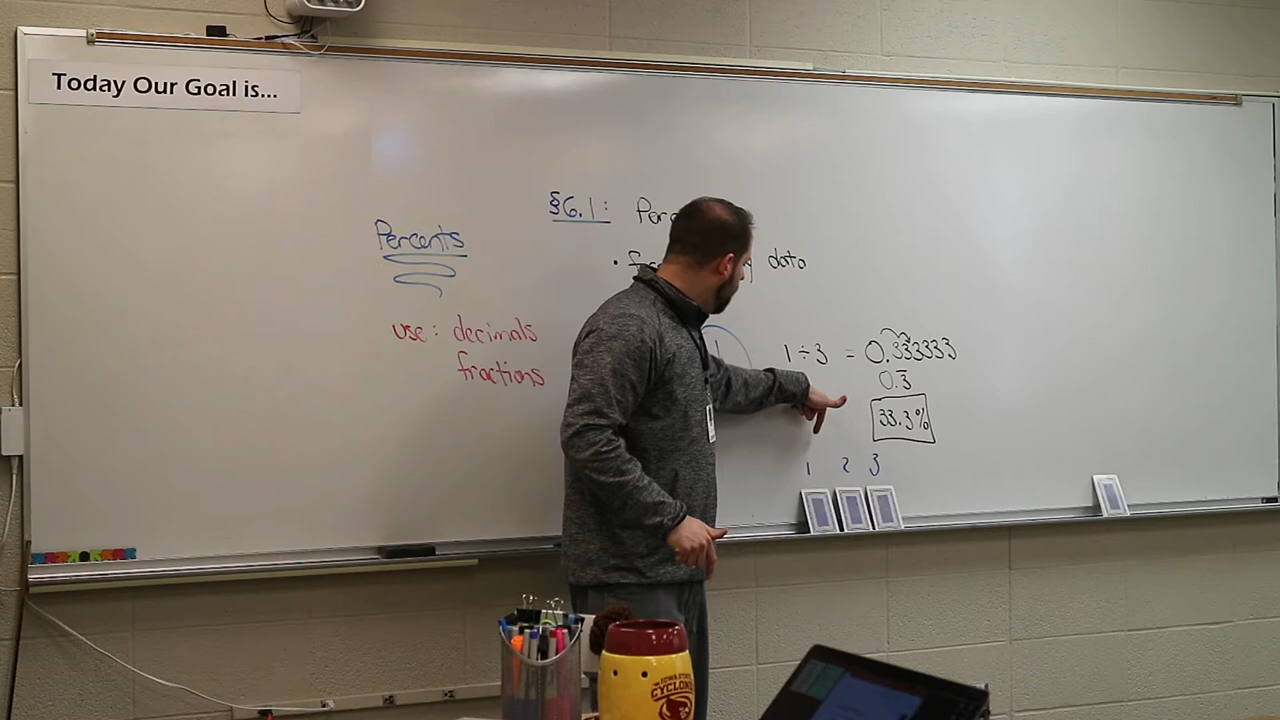 Today Our Goal is...
§6.1:
Percents
data
use: decimals
fractions
1
1 ÷ 3 = 0.333333
0.3̅
33.3%
1 2 3
IOWA STATE
CYCLONES